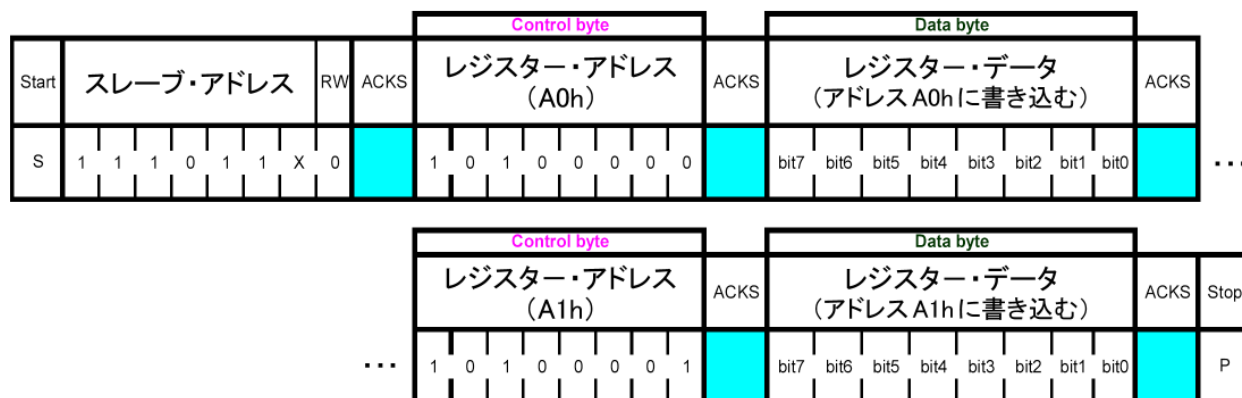 Control byte Data byte
Start スレーブ・アドレス RW ACKS レジスター・アドレス (A0h) ACKS レジスター・データ (アドレスA0hに書き込む) ACKS
S 1 1 1 0 1 1 X 0 1 0 1 0 0 0 0 0 bit7 bit6 bit5 bit4 bit3 bit2 bit1 bit0 ...
Control byte Data byte
レジスター・アドレス (A1h) ACKS レジスター・データ (アドレスA1hに書き込む) ACKS Stop
... 1 0 1 0 0 0 0 1 bit7 bit6 bit5 bit4 bit3 bit2 bit1 bit0 P